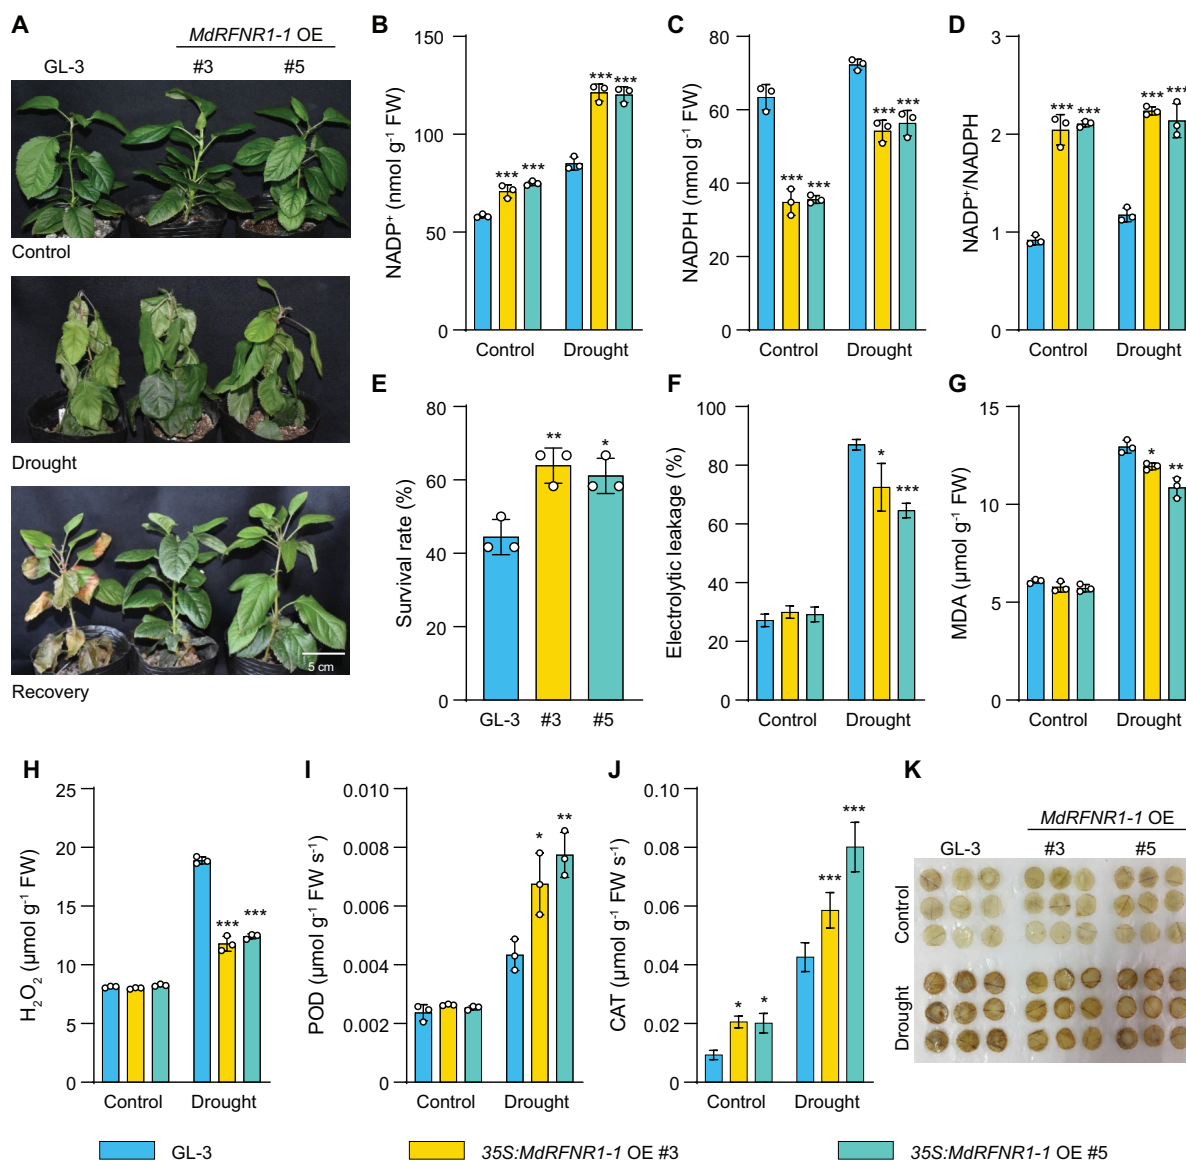 A
MdRFNR1-1 OE
GL-3 #3 #5
Control
Drought
5 cm
Recovery
B
NADP⁺ (nmol g⁻¹ FW)
150
100
50
0
*** ***
*** ***
Control Drought
C
NADPH (nmol g⁻¹ FW)
80
60
40
20
0
*** ***
*** ***
Control Drought
D
NADP⁺/NADPH
3
2
1
0
*** ***
*** ***
Control Drought
E
Survival rate (%)
80
60
40
20
0
** *
GL-3 #3 #5
F
Electrolytic leakage (%)
100
80
60
40
20
0
* ***
Control Drought
G
MDA (µmol g⁻¹ FW)
15
10
5
0
* **
Control Drought
H
H₂O₂ (µmol g⁻¹ FW)
25
20
15
10
5
0
*** ***
Control Drought
I
POD (µmol g⁻¹ FW s⁻¹)
0.010
0.008
0.006
0.004
0.002
0
* **
Control Drought
J
CAT (µmol g⁻¹ FW s⁻¹)
0.10
0.08
0.06
0.04
0.02
0
* *
*** ***
Control Drought
K
MdRFNR1-1 OE
GL-3 #3 #5
Control
Drought
GL-3 35S:MdRFNR1-1 OE #3 35S:MdRFNR1-1 OE #5